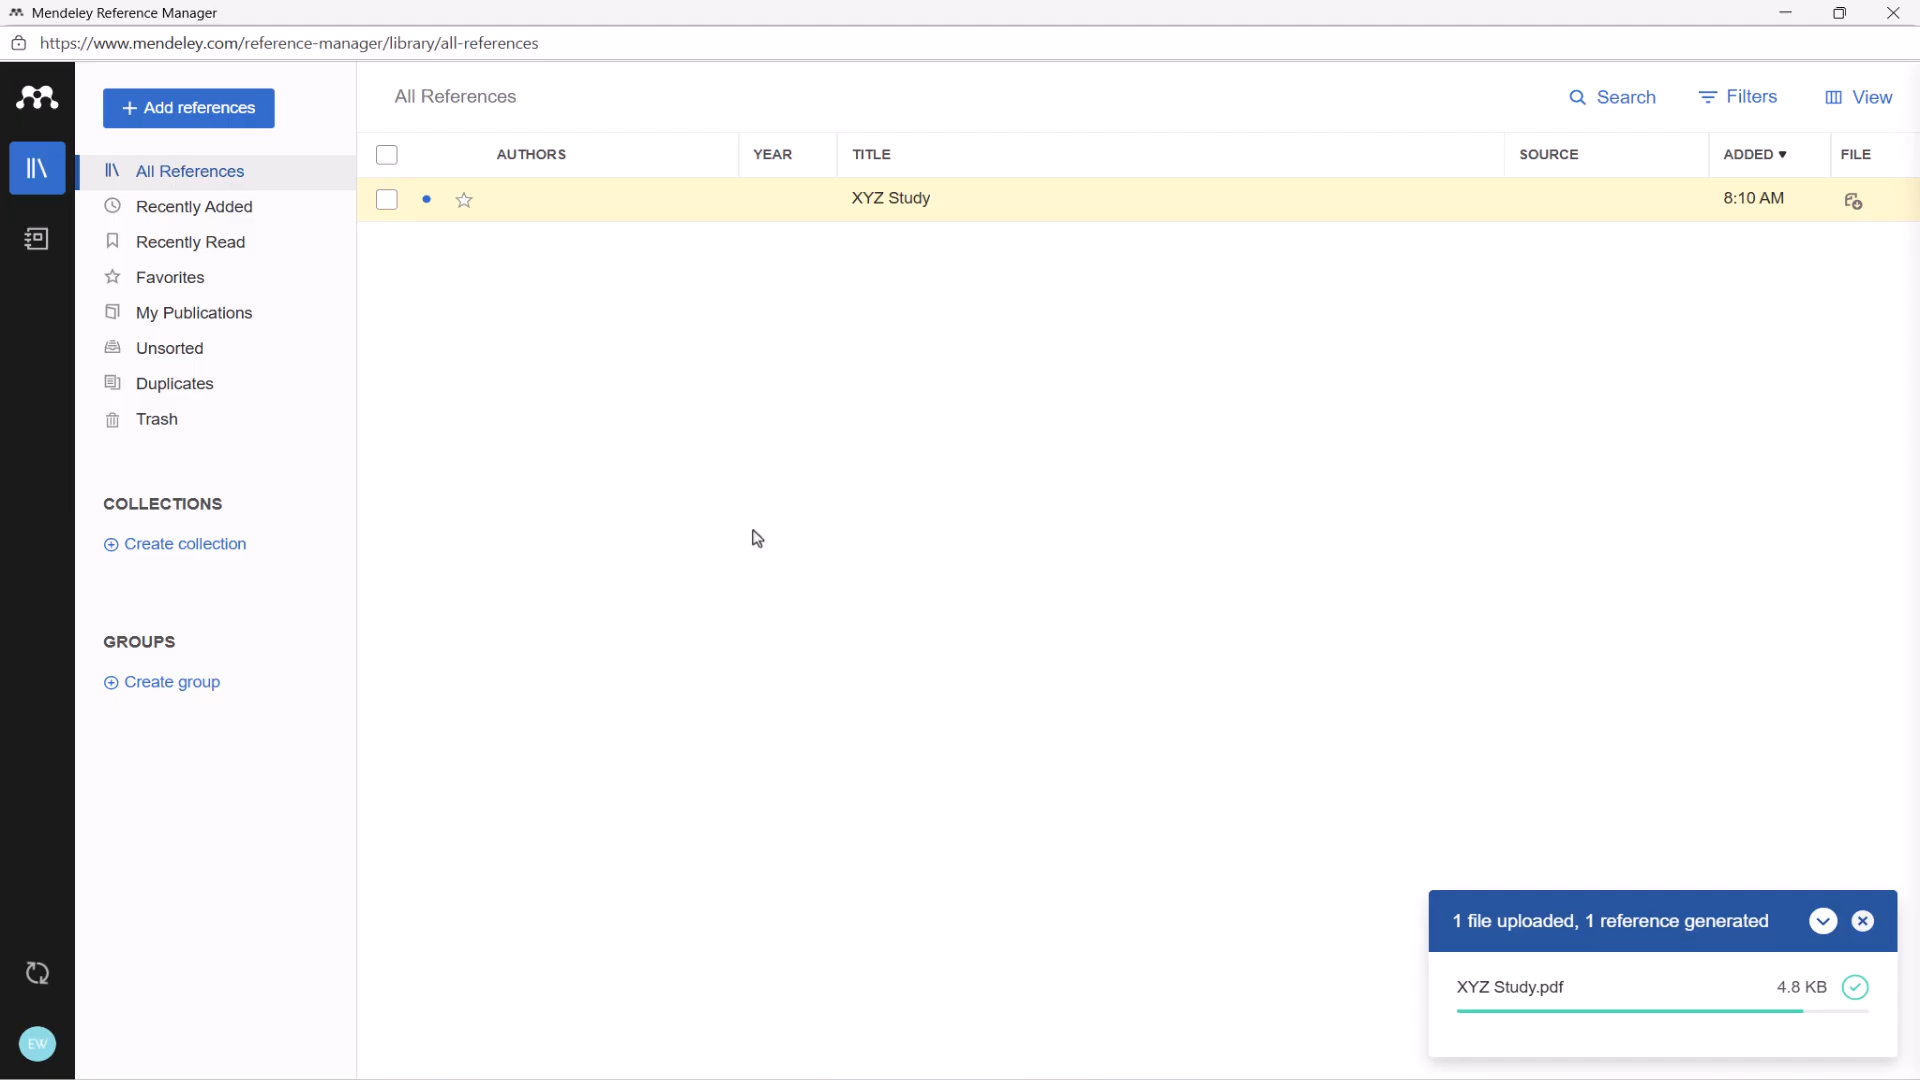 Mendeley Reference Manager
https://www.mendeley.com/reference-manager/library/all-references
+ Add references
All References
Search
Filters
View
AUTHORS YEAR TITLE SOURCE ADDED FILE
XYZ Study 8:10 AM
All References
Recently Added
Recently Read
Favorites
My Publications
Unsorted
Duplicates
Trash
COLLECTIONS
Create collection
GROUPS
Create group
1 file uploaded, 1 reference generated
XYZ Study.pdf 4.8 KB
EW